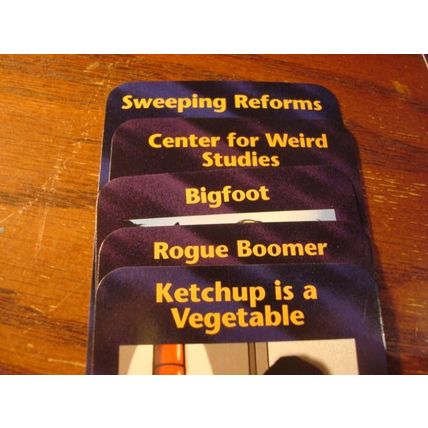 Sweeping Reforms
Center for Weird
Studies
Bigfoot
Rogue Boomer
Ketchup is a
Vegetable